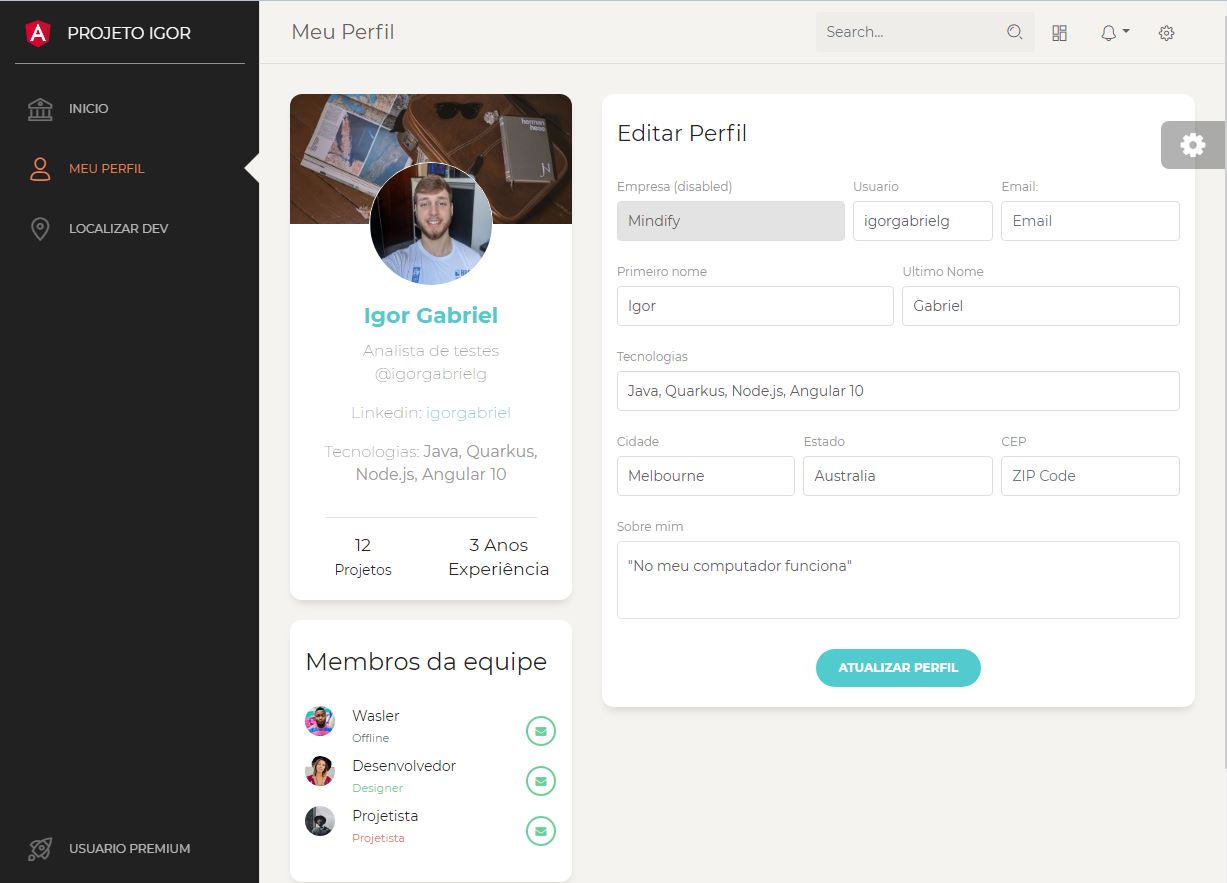 PROJETO IGOR
INICIO
MEU PERFIL
LOCALIZAR DEV
USUARIO PREMIUM
Meu Perfil
Search...
Igor Gabriel
Analista de testes
@igorgabrielg
Linkedin: igorgabriel
Tecnologias: Java, Quarkus,
Node.js, Angular 10
12
Projetos
3 Anos
Experiência
Membros da equipe
Wasler
Offline
Desenvolvedor
Designer
Projetista
Projetista
Editar Perfil
Empresa (disabled) Usuario Email:
Mindify igorgabrielg Email
Primeiro nome Ultimo Nome
Igor Gabriel
Tecnologias
Java, Quarkus, Node.js, Angular 10
Cidade Estado CEP
Melbourne Australia ZIP Code
Sobre mim
"No meu computador funciona"
ATUALIZAR PERFIL